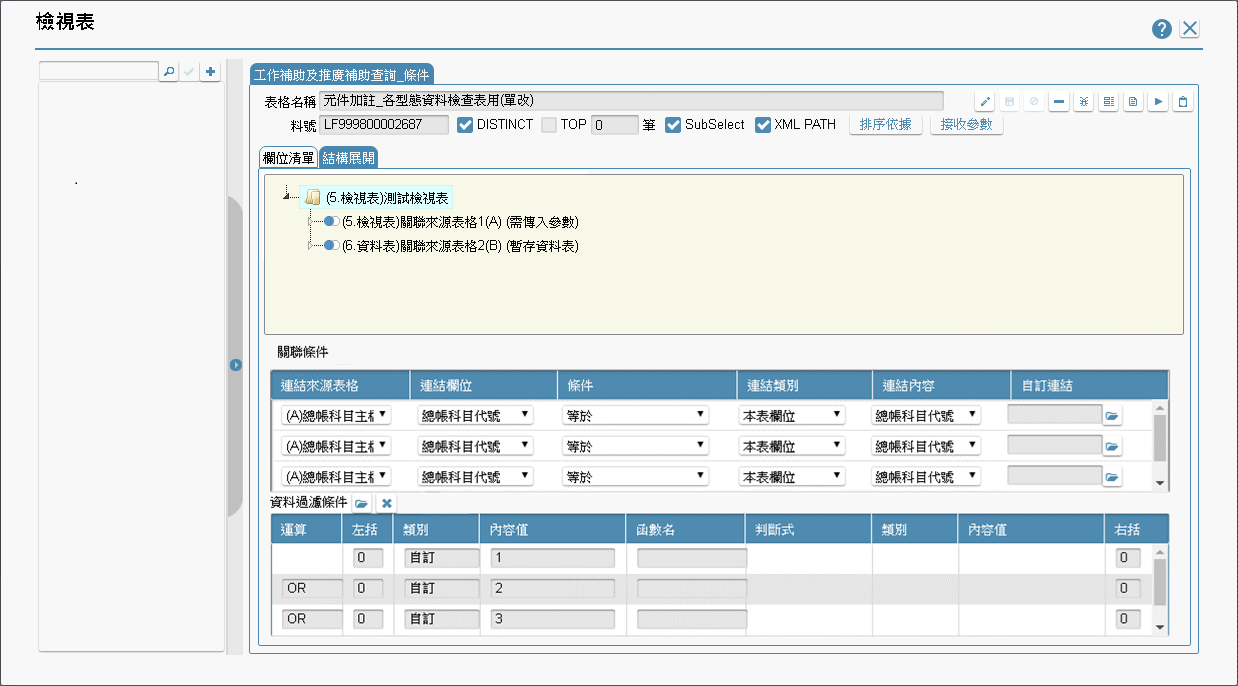 檢視表
工作補助及推廣補助查詢_條件
表格名稱 元件加註_各型態資料檢查表用(單改)
料號 LF999800002687 DISTINCT TOP 0 筆 SubSelect XML PATH 排序依據 接收參數
欄位清單 結構展開
(5.檢視表)測試檢視表
(5.檢視表)關聯來源表格1(A) (需傳入參數)
(6.資料表)關聯來源表格2(B) (暫存資料表)
關聯條件
連結來源表格 連結欄位 條件 連結類別 連結內容 自訂連結
(A)總帳科目主 總帳科目代號 等於 本表欄位 總帳科目代號
(A)總帳科目主 總帳科目代號 等於 本表欄位 總帳科目代號
(A)總帳科目主 總帳科目代號 等於 本表欄位 總帳科目代號
資料過濾條件
運算 左括 類別 內容值 函數名 判斷式 類別 內容值 右括
0 自訂 1 0
OR 0 自訂 2 0
OR 0 自訂 3 0